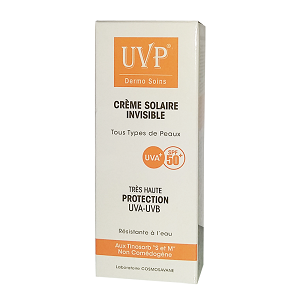 UVP®
Dermo Soins
CRÈME SOLAIRE
INVISIBLE
Tous Types de Peaux
UVA
SPF
50+
TRÈS HAUTE
PROTECTION
UVA-UVB
Résistante à l'eau
Aux Tinosorb "S et M"
Non Comédogène
Laboratoire COSMOSAVANE